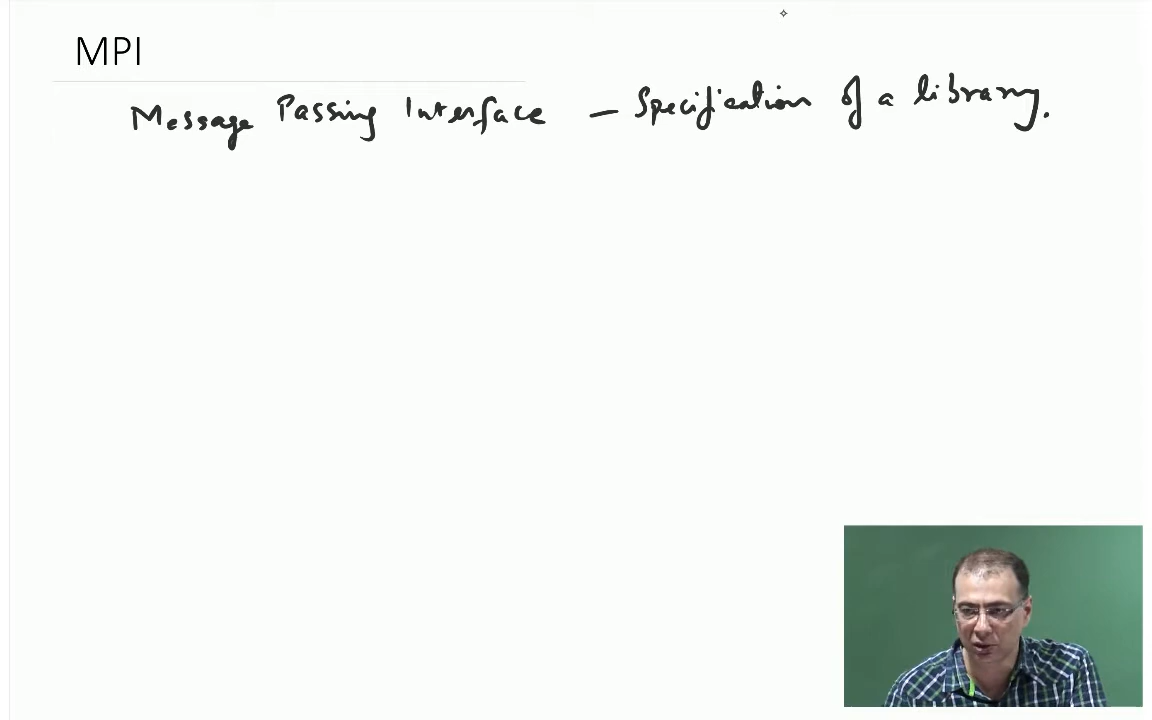 MPI
Message Passing Interface — Specification of a library.